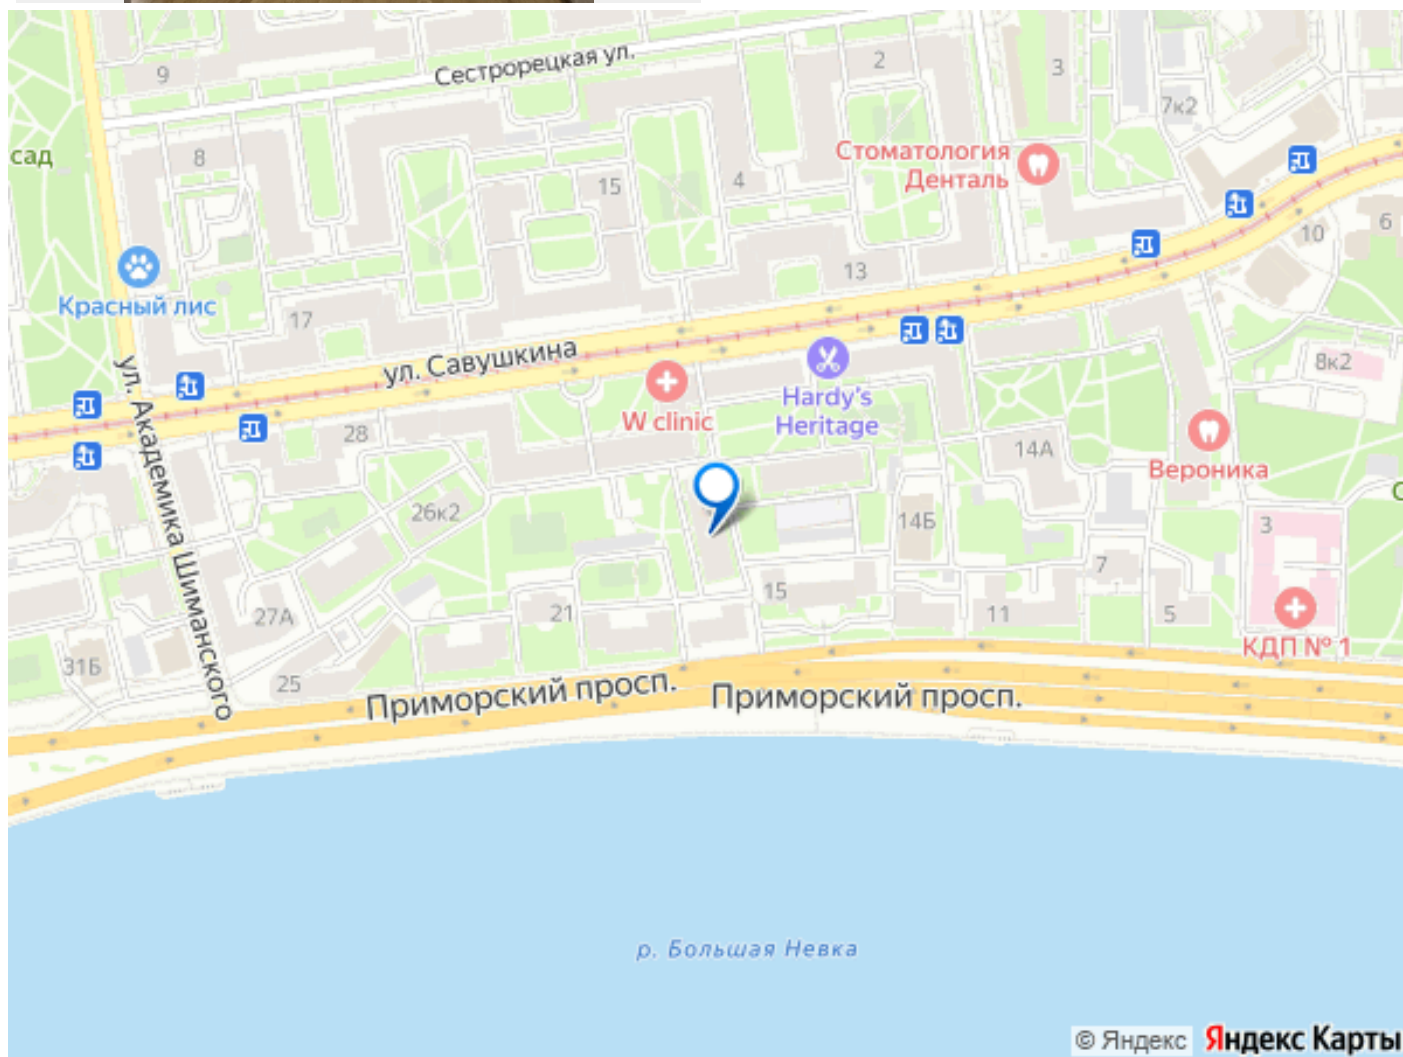 Сестрорецкая ул.
2
3
9
7к2
сад
8
Стоматология
Денталь
15
4
6
10
13
Красный лис
17
ул. Савушкина
8к2
W clinic
Hardy's
Heritage
ул. Академика Шиманского
28
14А
Вероника
С
26к2
14Б
3
7
15
27А
21
11
5
31Б
КДП № 1
25
Приморский просп.
Приморский просп.
р. Большая Невка
© Яндекс
Яндекс Карты